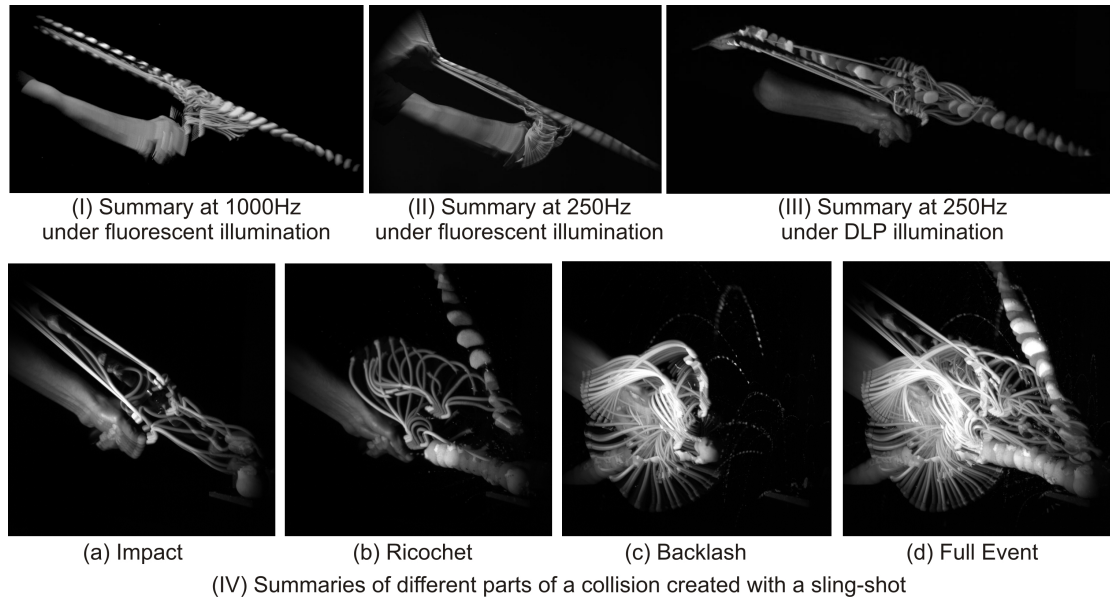 (I) Summary at 1000Hz
under fluorescent illumination
(II) Summary at 250Hz
under fluorescent illumination
(III) Summary at 250Hz
under DLP illumination
(a) Impact
(b) Ricochet
(c) Backlash
(d) Full Event
(IV) Summaries of different parts of a collision created with a sling-shot